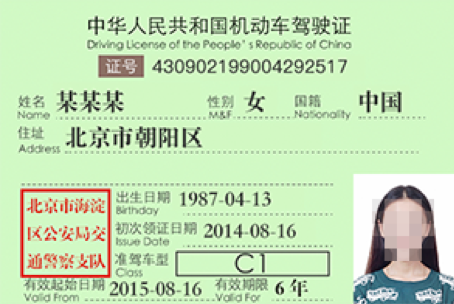 中华人民共和国机动车驾驶证
Driving License of the People's Republic of China
证号 430902199004292517
姓名 某某某 性别 女 国籍 中国
Name M&F Nationality
住址 北京市朝阳区
Address
北京市海淀
区公安局交
通警察支队
出生日期 1987-04-13
Birthday
初次领证日期 2014-08-16
Issue Date
准驾车型 C1
Class
有效起始日期 2015-08-16 有效期限 6 年
Valid From Valid For